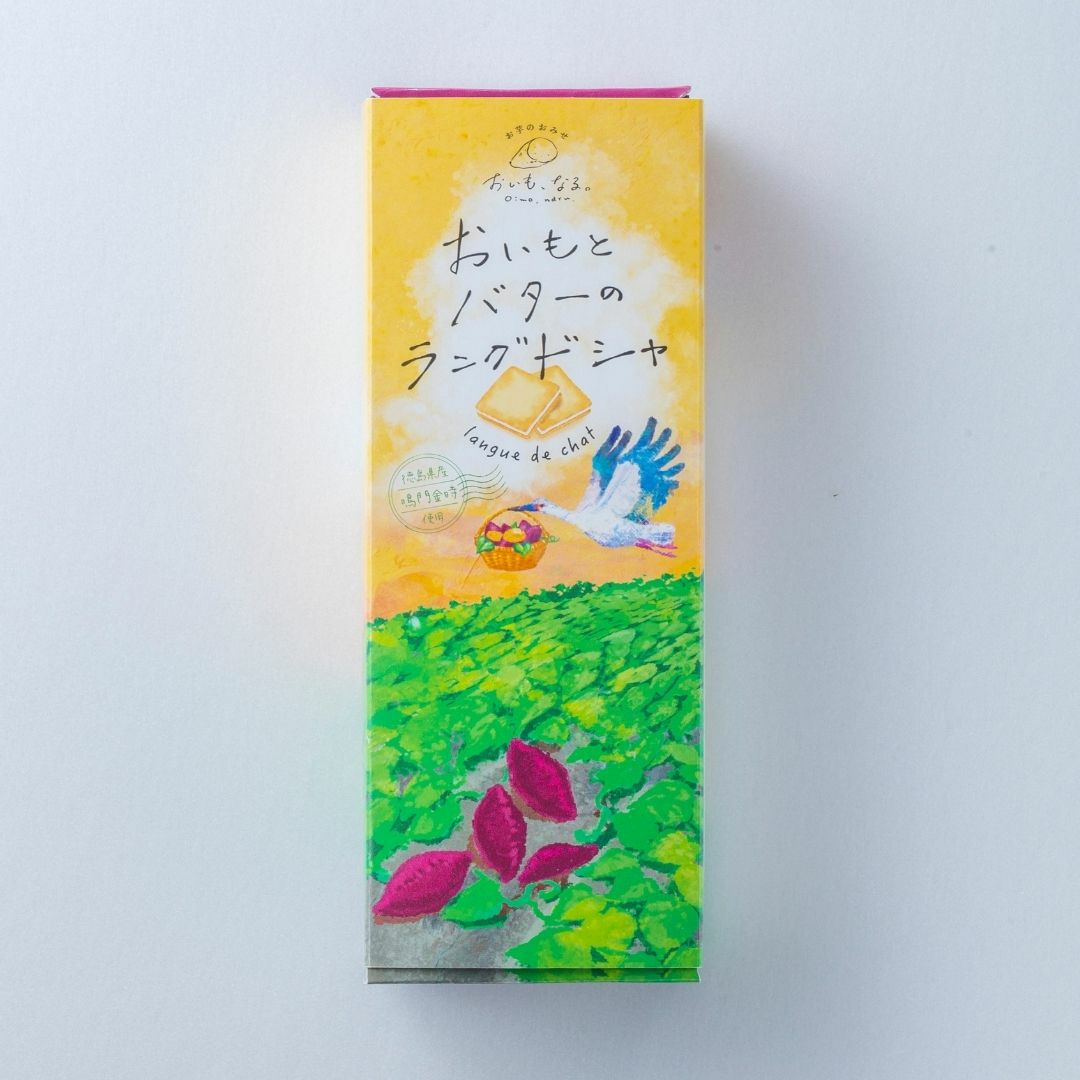 お芋のおみせ
おいも、なる。
Oimo, naru.
おいもと
バターの
ラングドシャ
langue de chat
徳島県産
鳴門金時
使用